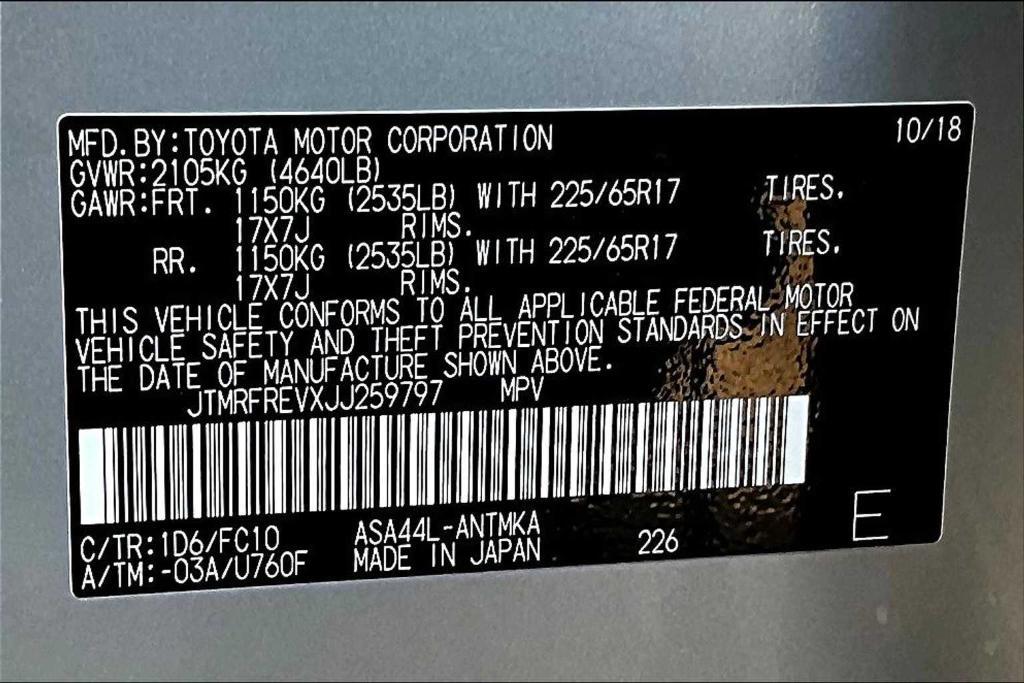 MFD. BY:TOYOTA MOTOR CORPORATION 10/18
GVWR:2105KG (4640LB)
GAWR:FRT. 1150KG (2535LB) WITH 225/65R17 TIRES.
17X7J RIMS.
RR. 1150KG (2535LB) WITH 225/65R17 TIRES.
17X7J RIMS.
THIS VEHICLE CONFORMS TO ALL APPLICABLE FEDERAL MOTOR
VEHICLE SAFETY AND THEFT PREVENTION STANDARDS IN EFFECT ON
THE DATE OF MANUFACTURE SHOWN ABOVE.
JTMRFREVXJJ259797 MPV
C/TR:1D6/FC10 ASA44L-ANTMKA
A/TM:-03A/U760F MADE IN JAPAN 226 E